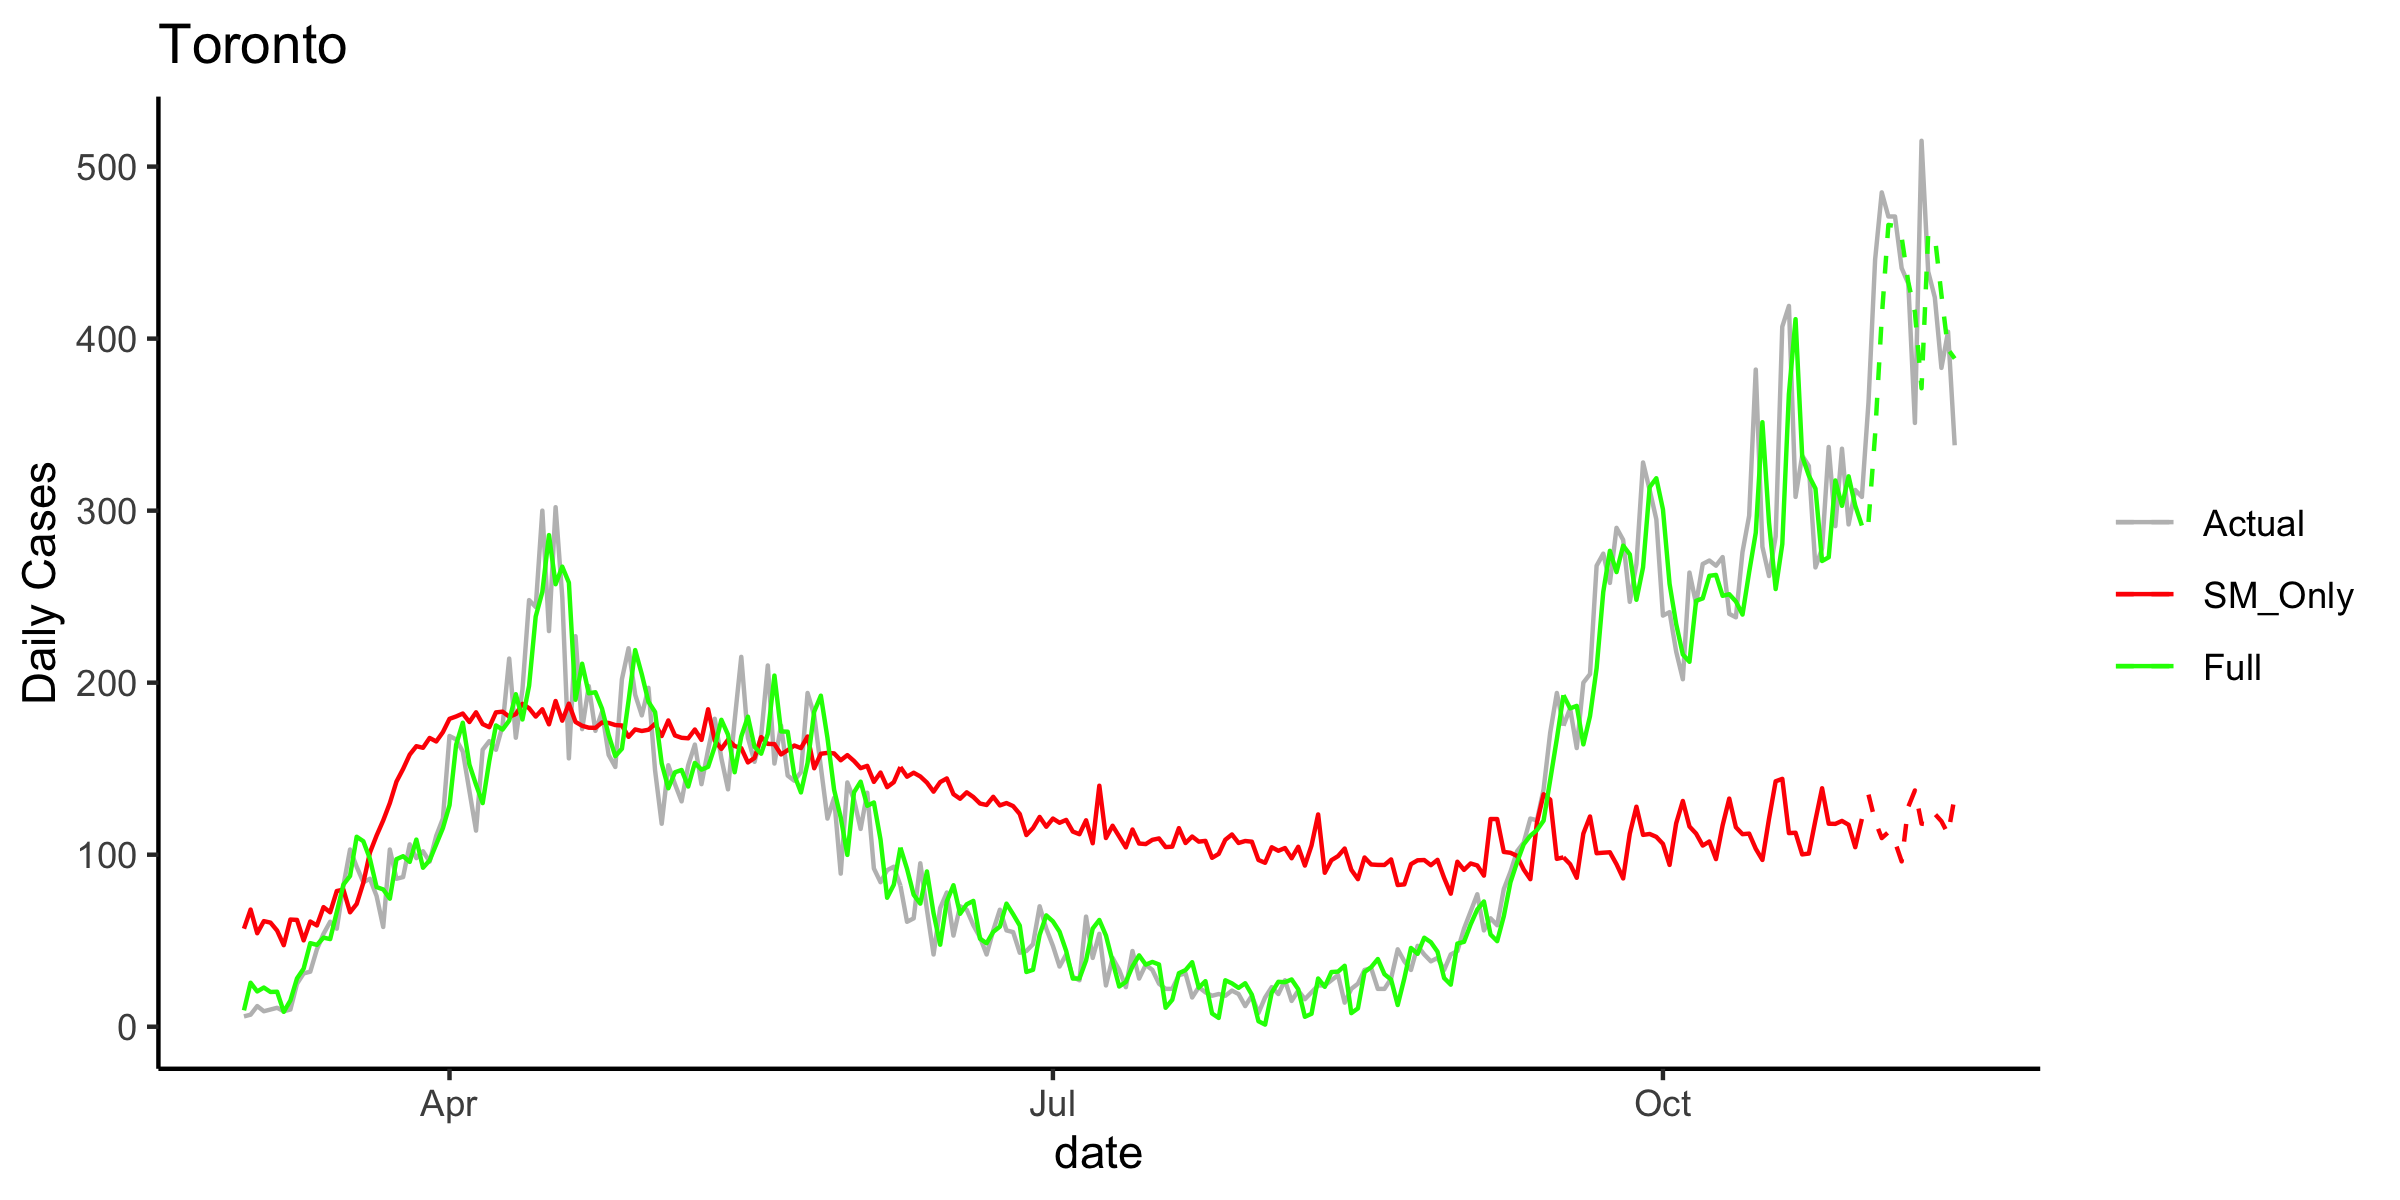 Toronto
Daily Cases
500
400
300
200
100
0
Apr Jul Oct
date
Actual
SM_Only
Full